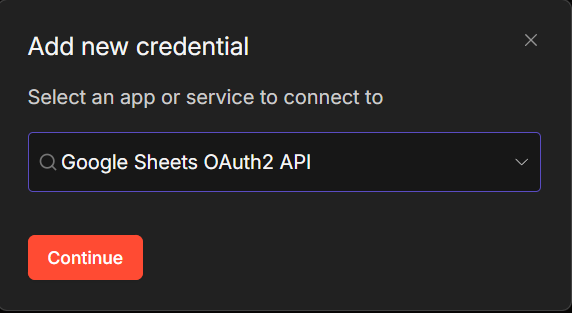 Add new credential
Select an app or service to connect to
Google Sheets OAuth2 API
Continue